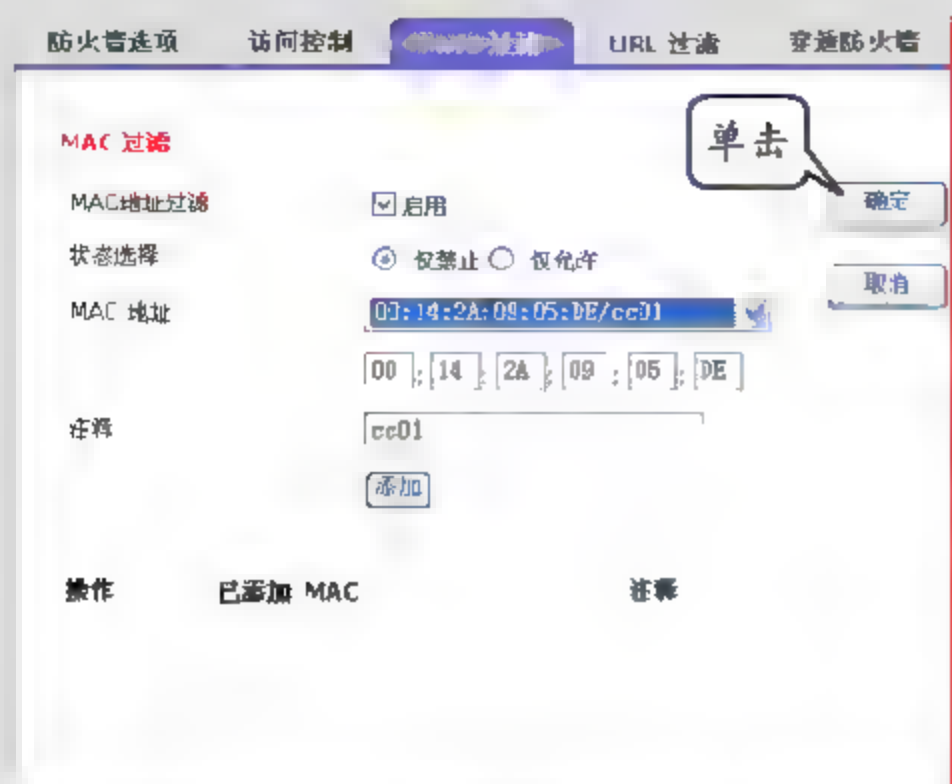 防火墙选项 访问控制 URL 过滤 穿透防火墙
MAC 过滤
单击
MAC地址过滤 启用
确定
状态选择 仅禁止 仅允许
取消
MAC 地址 00:14:2A:09:05:DE/cc01
00 : 14 : 2A : 09 : 05 : DE
注释 cc01
添加
操作 已添加 MAC 注释